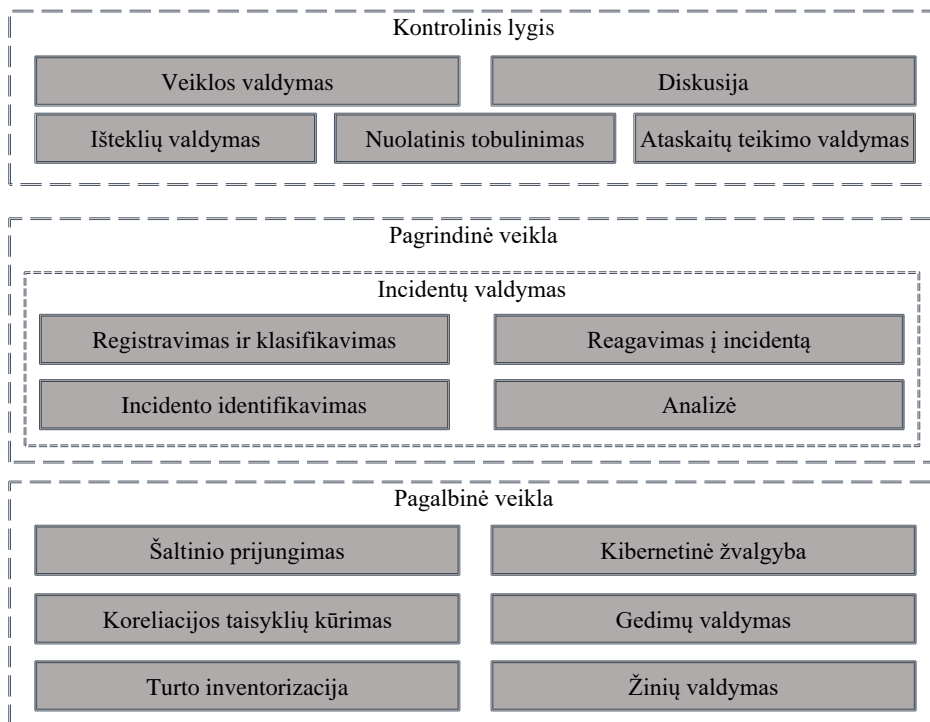 Kontrolinis lygis
Veiklos valdymas
Diskusija
Išteklių valdymas
Nuolatinis tobulinimas
Ataskaitų teikimo valdymas
Pagrindinė veikla
Incidentų valdymas
Registravimas ir klasifikavimas
Reagavimas į incidentą
Incidento identifikavimas
Analizė
Pagalbinė veikla
Šaltinio prijungimas
Kibernetinė žvalgyba
Koreliacijos taisyklių kūrimas
Gedimų valdymas
Turto inventorizacija
Žinių valdymas